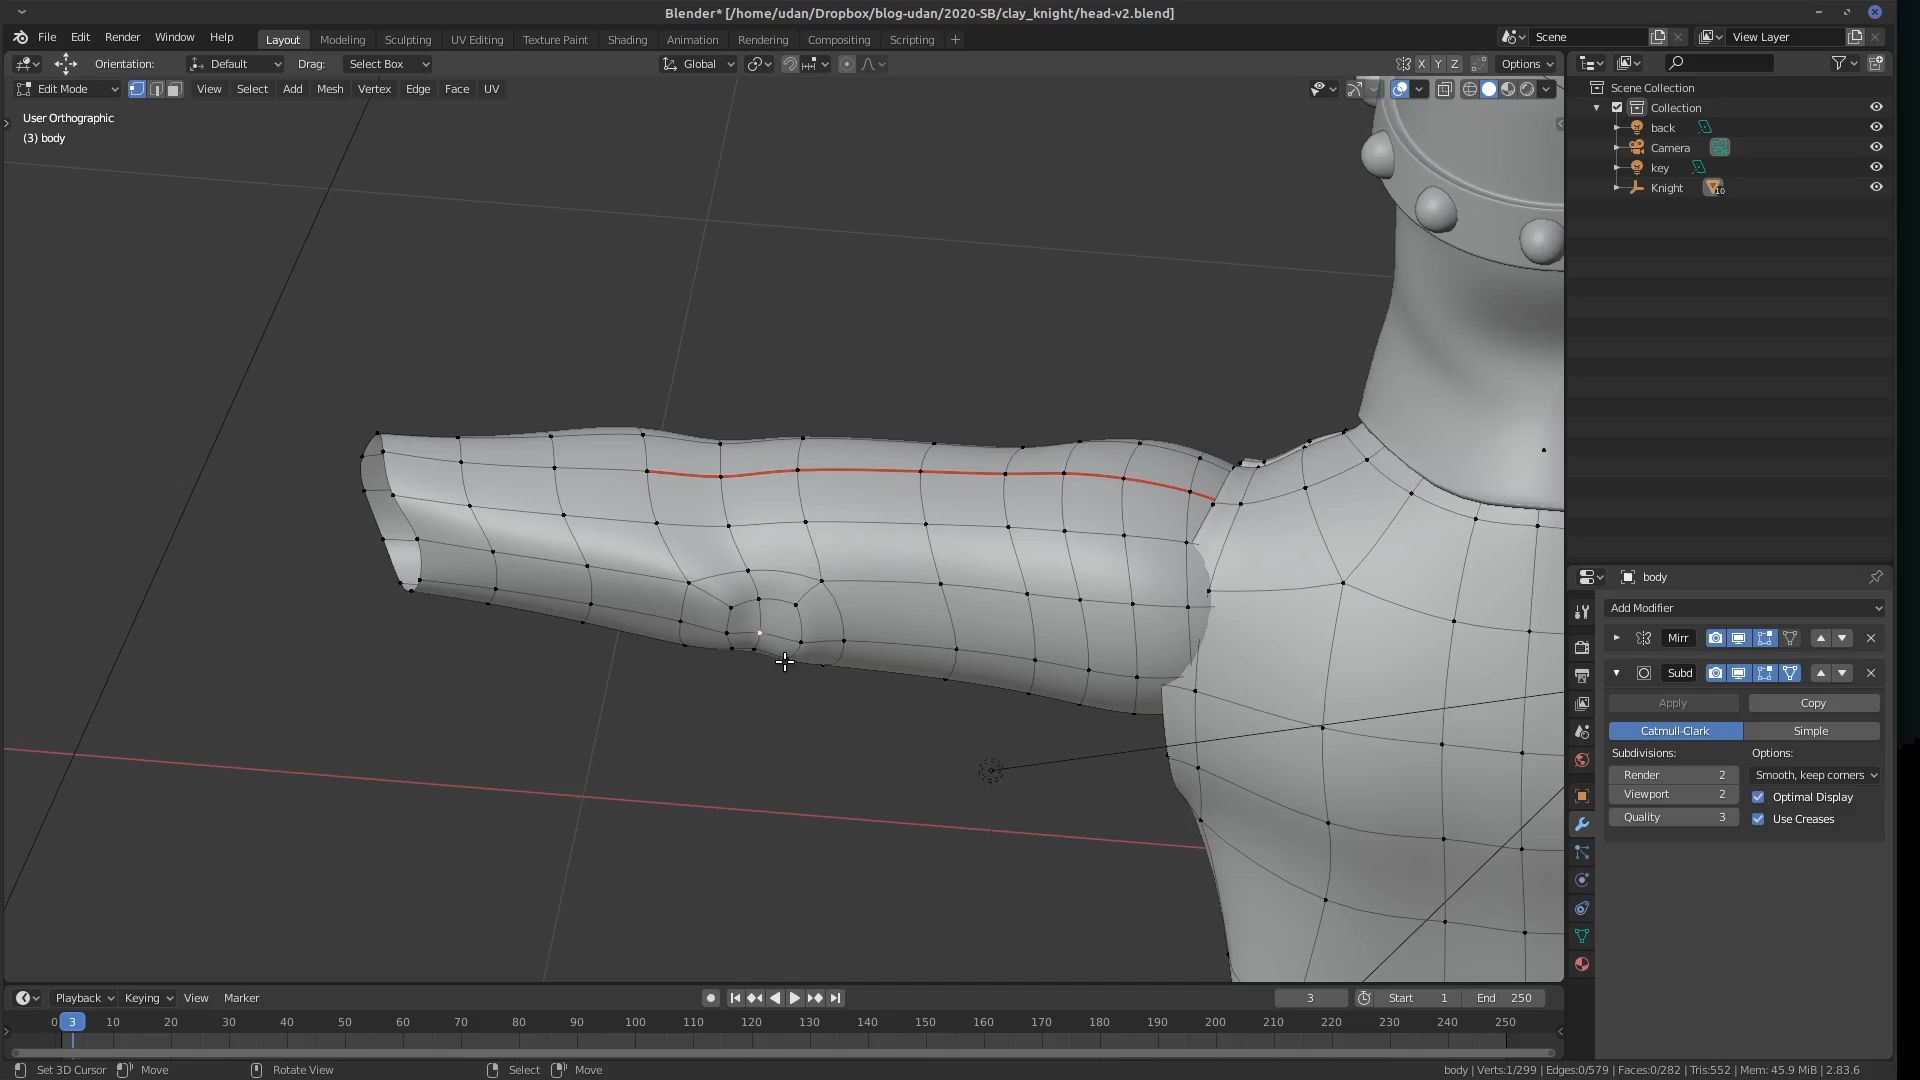 Blender* [/home/udan/Dropbox/blog-udan/2020-SB/clay_knight/head-v2.blend]
File Edit Render Window Help
Layout Modeling Sculpting UV Editing Texture Paint Shading Rendering Animation Rendering Compositing Scripting +
Scene
View Layer
Orientation: Default Drag: Select Box
Global
X Y Z Options
Edit Mode View Select Add Mesh Vertex Edge Face UV
User Orthographic
(3) body
Scene Collection
Collection
back
Camera
key
Knight 10
body
Add Modifier
Mirr
Subd
Apply Copy
Catmull-Clark Simple
Subdivisions: Options:
Render 2 Smooth, keep corners
Viewport 2 Optimal Display
Quality 3 Use Creases
Playback Keying View Marker
3 Start 1 End 250
0 3 10 20 30 40 50 60 70 80 90 100 110 120 130 140 150 160 170 180 190 200 210 220 230 240 250
Set 3D Cursor Move Rotate View Select Move
body | Verts:1/299 | Edges:0/579 | Faces:0/282 | Tris:552 | Mem: 45.9 MiB | 2.83.6